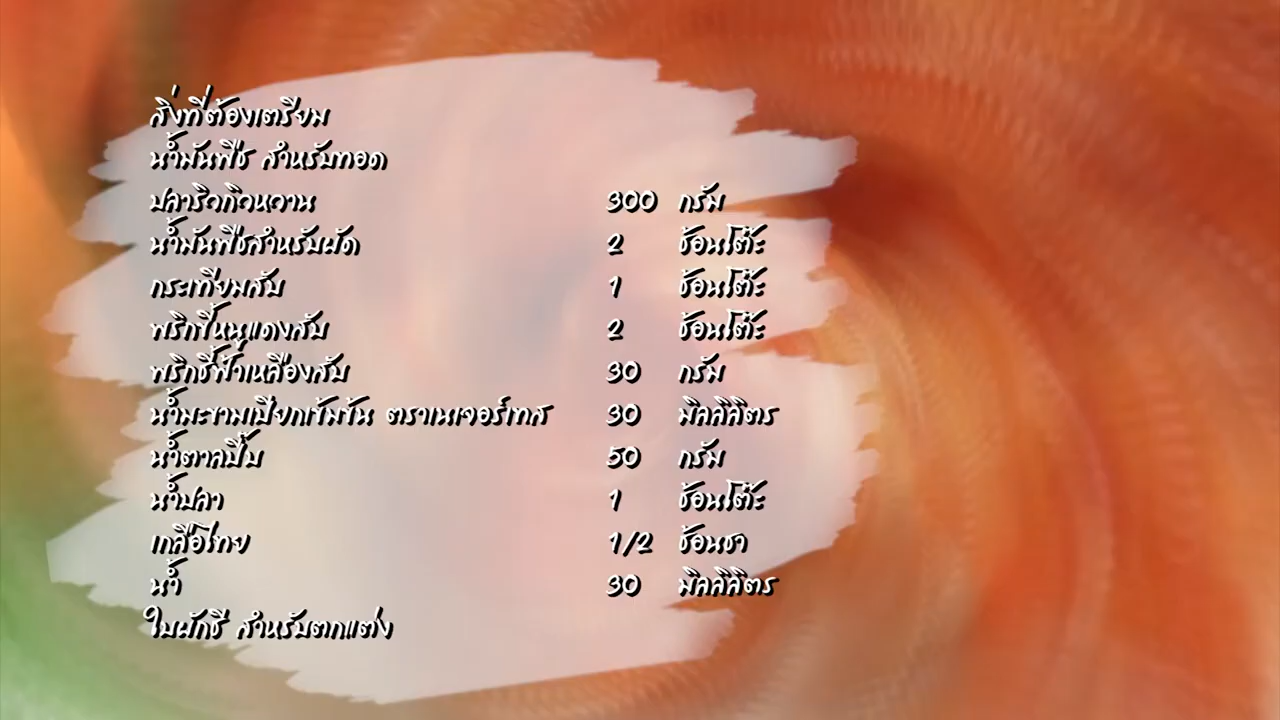 สิ่งที่ต้องเตรียม
น้ำมันพืช สำหรับทอด
ปลาริวกิวหวาน 300 กรัม
น้ำมันพืชสำหรับผัด 2 ช้อนโต๊ะ
กระเทียมสับ 1 ช้อนโต๊ะ
พริกขี้หนูแดงสับ 2 ช้อนโต๊ะ
พริกชี้ฟ้าเหลืองสับ 30 กรัม
น้ำมะขามเปียกเข้มข้น ตราเนเจอร์เทส 30 มิลลิลิตร
น้ำตาลปี๊บ 50 กรัม
น้ำปลา 1 ช้อนโต๊ะ
เกลือไทย 1/2 ช้อนชา
น้ำ 30 มิลลิลิตร
ใบผักชี สำหรับตกแต่ง